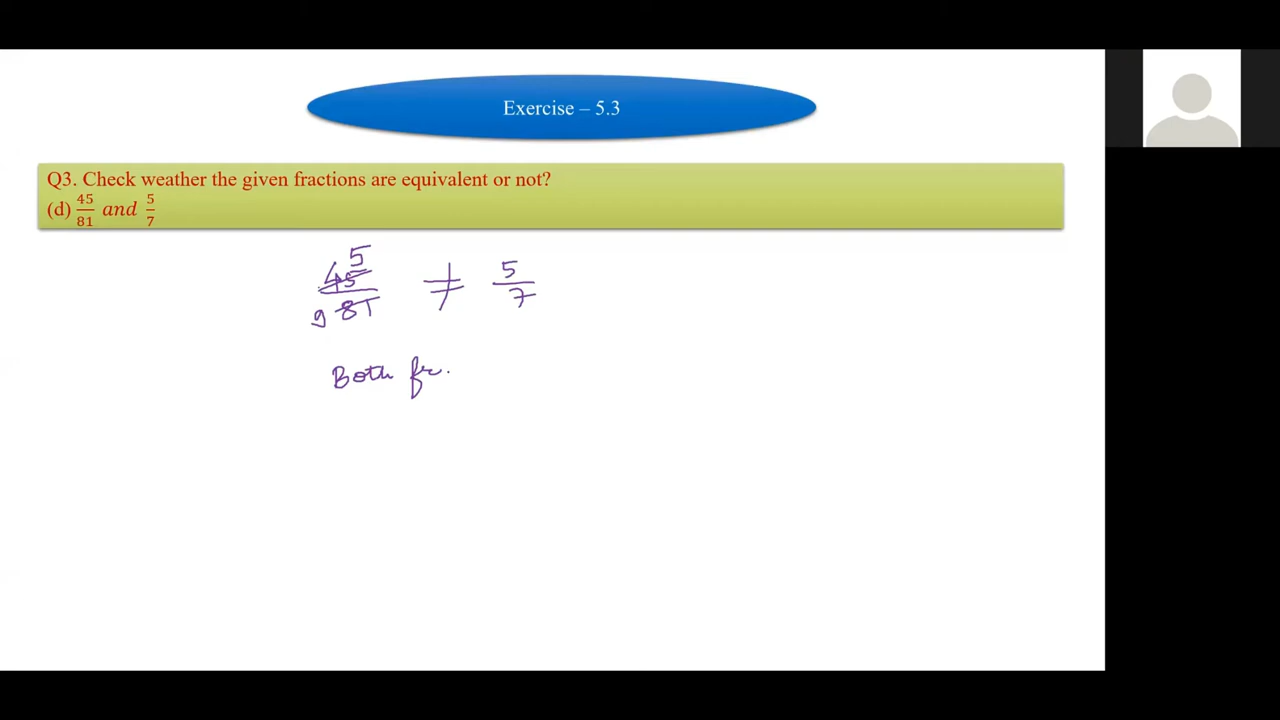 Exercise – 5.3
Q3. Check weather the given fractions are equivalent or not?
(d) 45/81 and 5/7
45 5 / 81 9 ≠ 5/7
Both fr.